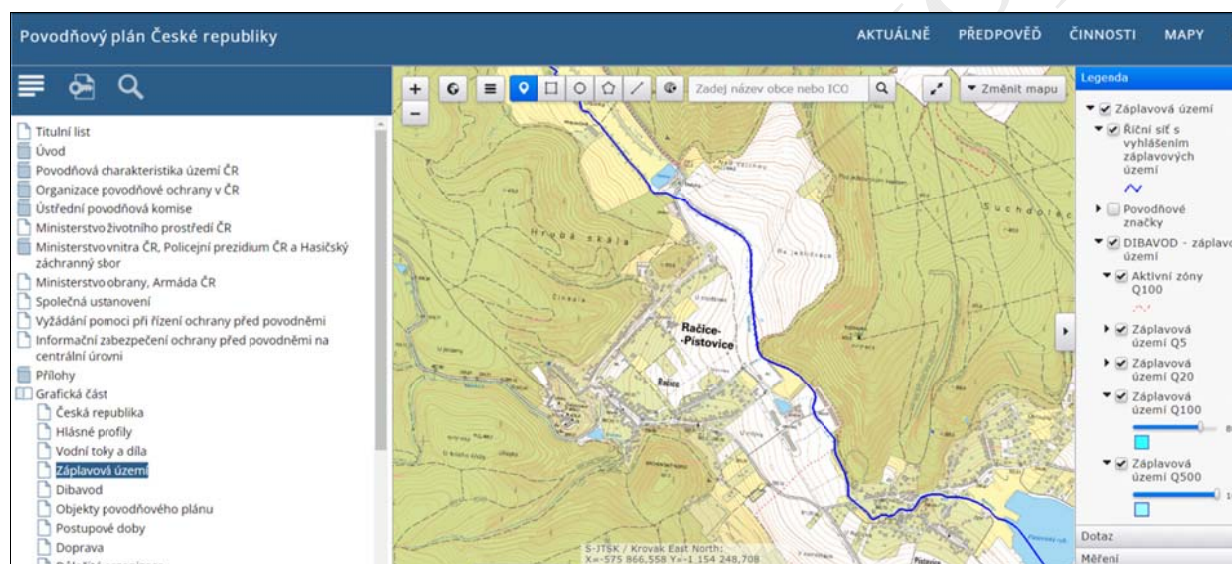 Povodňový plán České republiky
AKTUÁLNĚ PŘEDPOVĚĎ ČINNOSTI MAPY
Titulní list
Úvod
Povodňová charakteristika území ČR
Organizace povodňové ochrany v ČR
Ústřední povodňová komise
Ministerstvo životního prostředí ČR
Ministerstvo vnitra ČR, Policejní prezidium ČR a Hasičský
záchranný sbor
Ministerstvo obrany, Armáda ČR
Společná ustanovení
Vyžádání pomoci při řízení ochrany před povodněmi
Informační zabezpečení ochrany před povodněmi na
centrální úrovni
Přílohy
Grafická část
Česká republika
Hlásné profily
Vodní toky a díla
Záplavová území
Dibavod
Objekty povodňového plánu
Postupové doby
Doprava
+
−
Zadej název obce nebo ICO
Změnit mapu
Hrubá skála
Račice-
-Pístovice
Račice
Pístovice
S-JTSK / Krovak East North:
X=-575 866,558 Y=-1 154 248,708
Legenda
Záplavová území
Říční síť s
vyhlášením
záplavových
území
Povodňové
značky
DIBAVOD - záplavo
území
Aktivní zóny
Q100
Záplavová
území Q5
Záplavová
území Q20
Záplavová
území Q100
8
Záplavová
území Q500
1
Dotaz
Měření